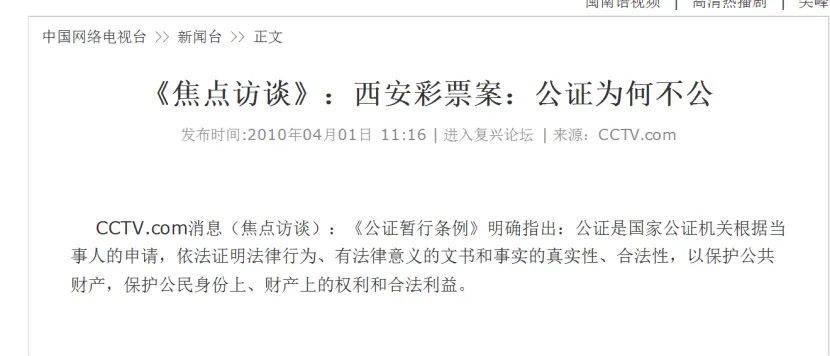 闽南语视频 | 高清热播剧 | 尖峰
中国网络电视台 >> 新闻台 >> 正文
《焦点访谈》：西安彩票案：公证为何不公
发布时间:2010年04月01日 11:16 | 进入复兴论坛 | 来源：CCTV.com
CCTV.com消息（焦点访谈）：《公证暂行条例》明确指出：公证是国家公证机关根据当
事人的申请，依法证明法律行为、有法律意义的文书和事实的真实性、合法性，以保护公共
财产，保护公民身份上、财产上的权利和合法利益。